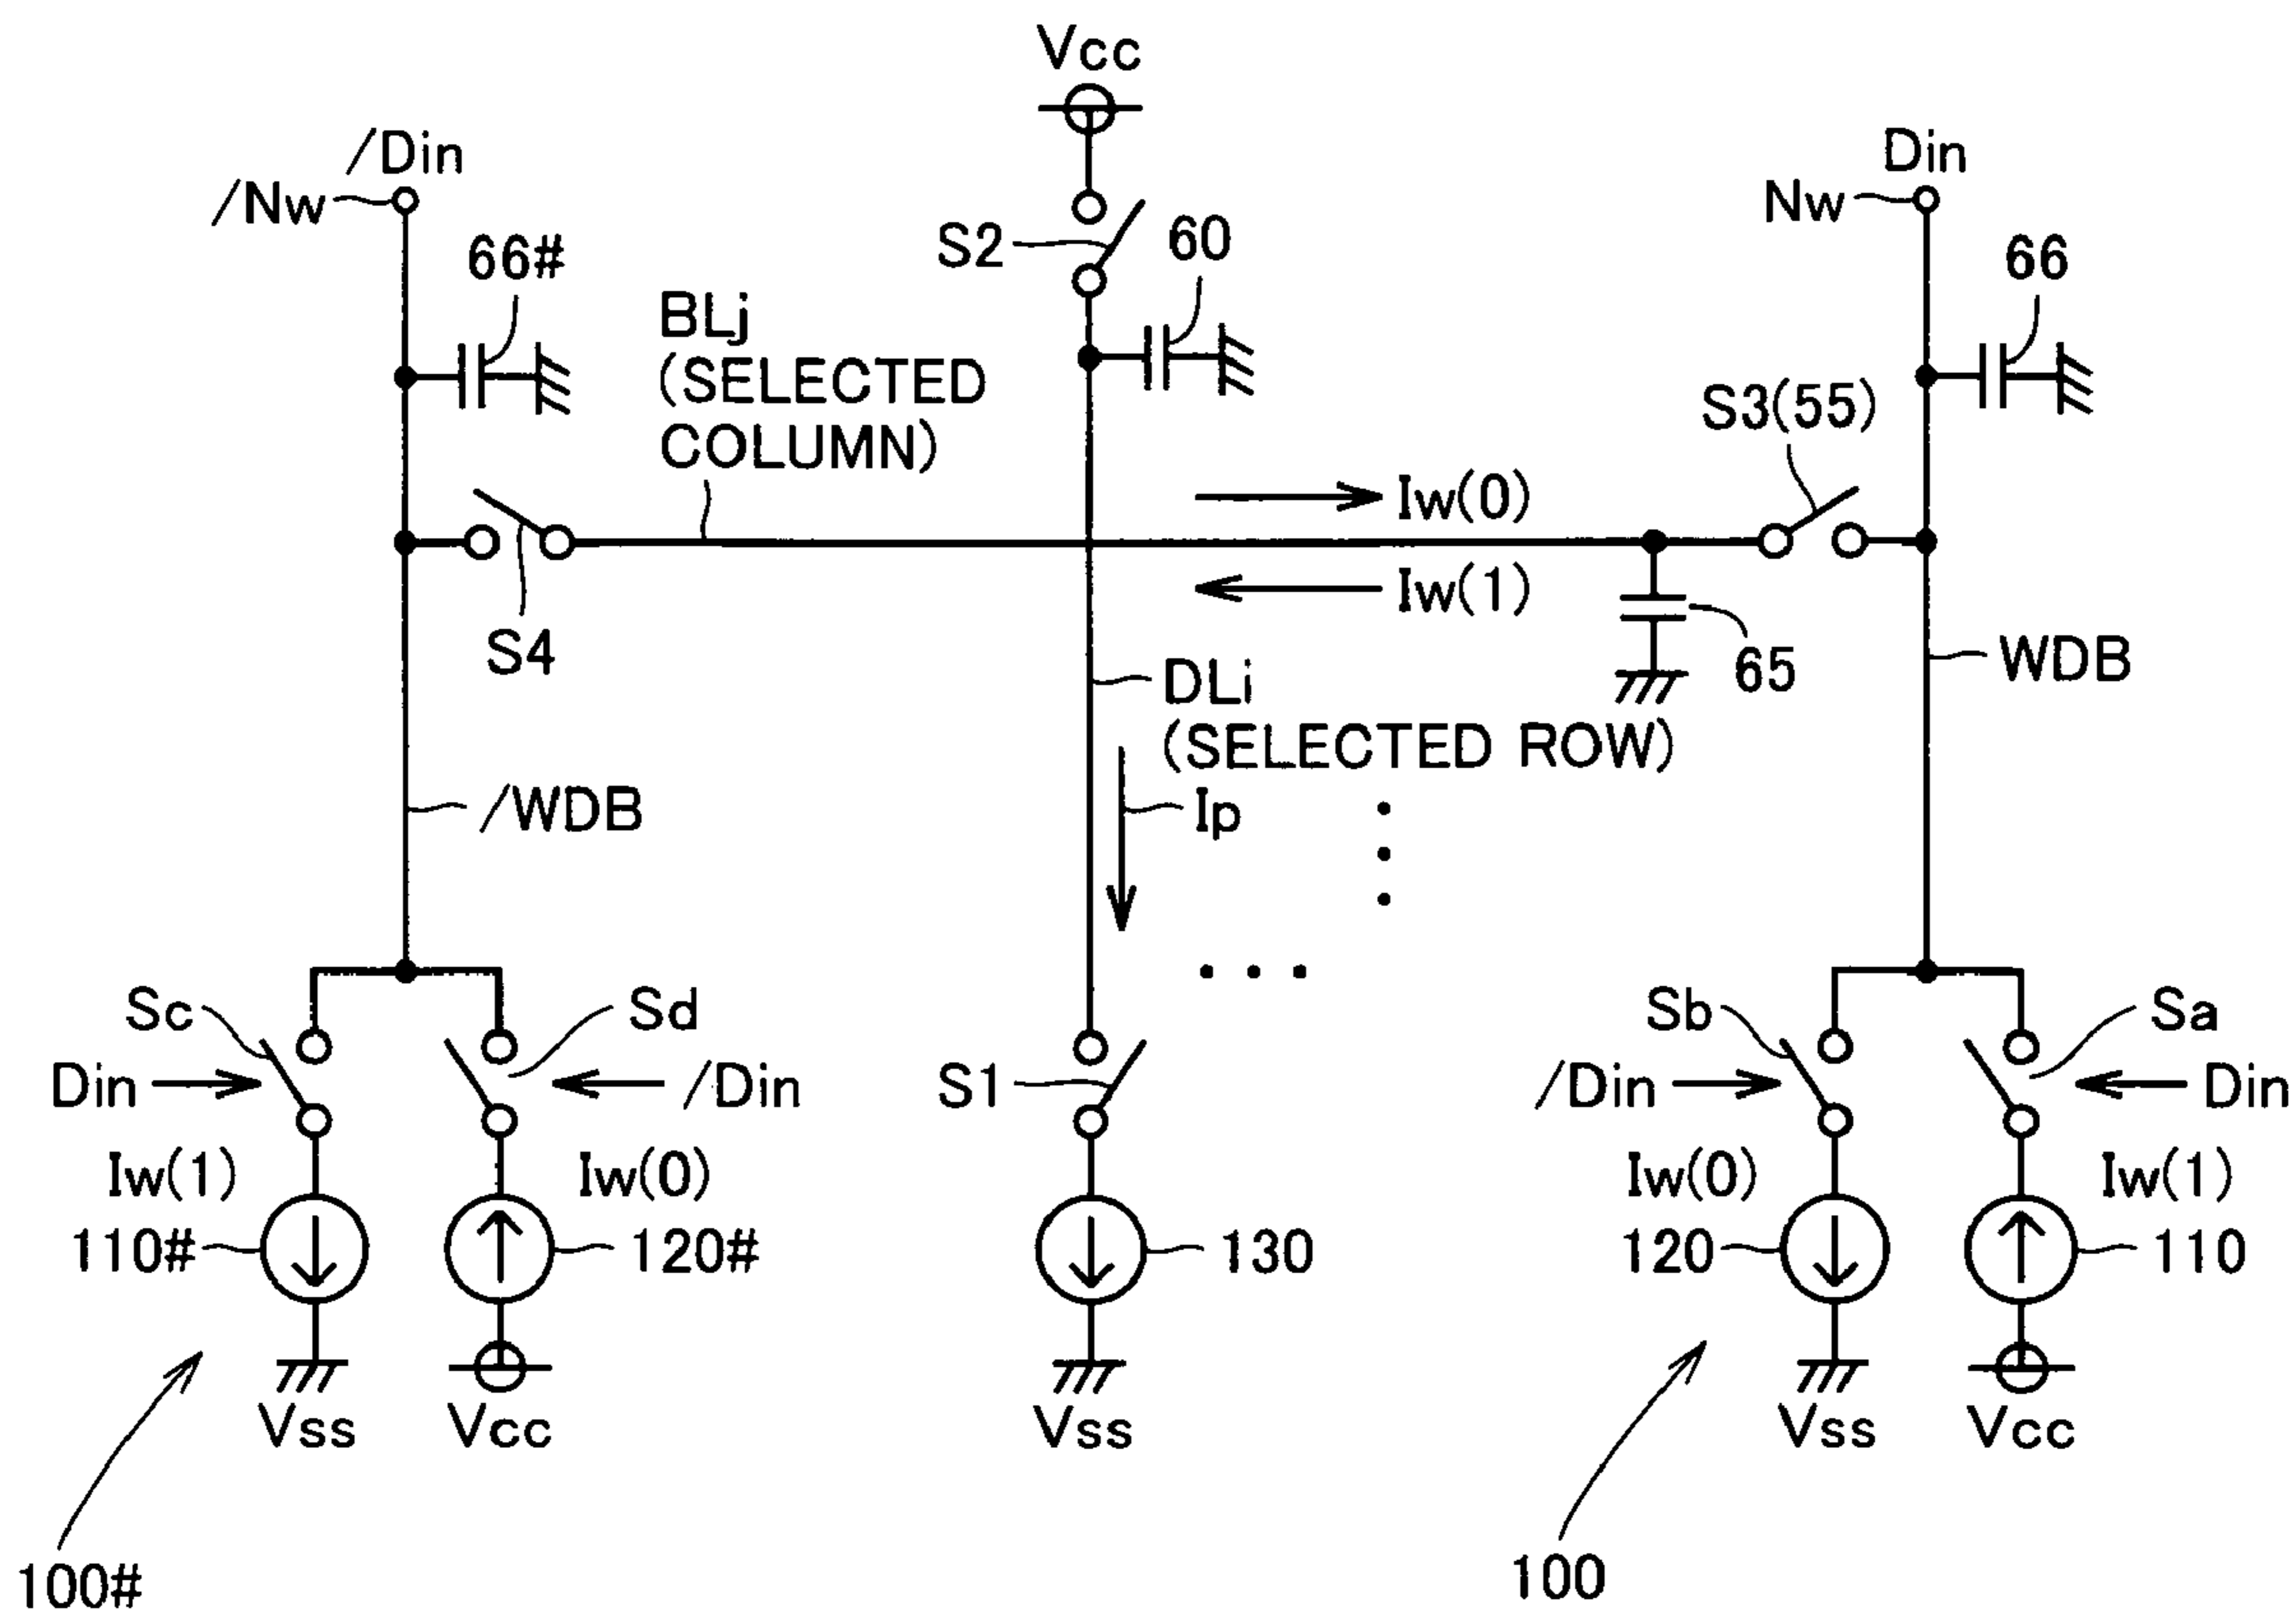 Vcc
/Din
Din
/Nw
Nw
S2
60
66#
66
BLj
(SELECTED
COLUMN)
S3(55)
Iw(0)
Iw(1)
S4
65
WDB
DLi
(SELECTED ROW)
Ip
/WDB
Sc
Sd
Sb
Sa
Din
/Din
S1
/Din
Din
Iw(1)
Iw(0)
Iw(0)
Iw(1)
110#
120#
130
120
110
Vss
Vcc
Vss
Vss
Vcc
100#
100